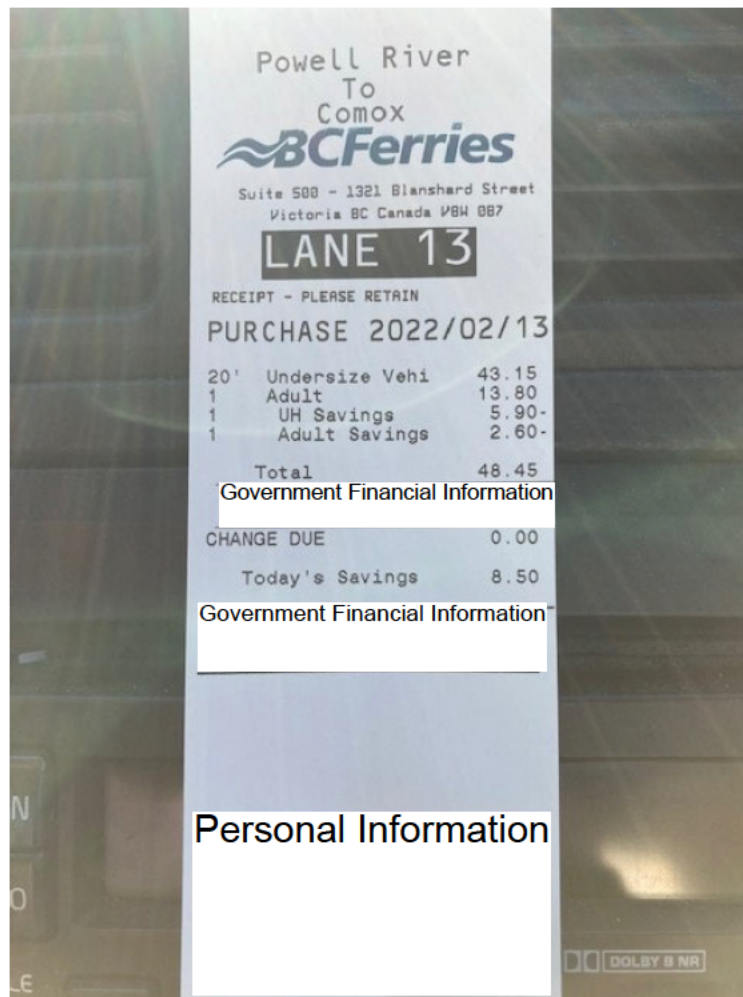 Powell River
To
Comox
BCFerries
Suite 500 - 1321 Blanshard Street
Victoria BC Canada V8W 0B7
LANE 13
RECEIPT - PLEASE RETAIN
PURCHASE 2022/02/13
20' Undersize Vehi 43.15
1 Adult 13.80
1 UH Savings 5.90-
1 Adult Savings 2.60-
Total 48.45
Government Financial Information
CHANGE DUE 0.00
Today's Savings 8.50
Government Financial Information
Personal Information
N
O
LE
DOLBY B NR